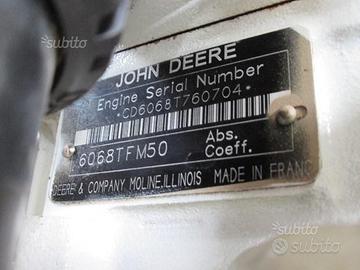 subito
JOHN DEERE
Engine Serial Number
*CD6068T760704*
6068TFM50
Abs.
Coeff.
DEERE & COMPANY MOLINE,ILLINOIS MADE IN FRANC
subito